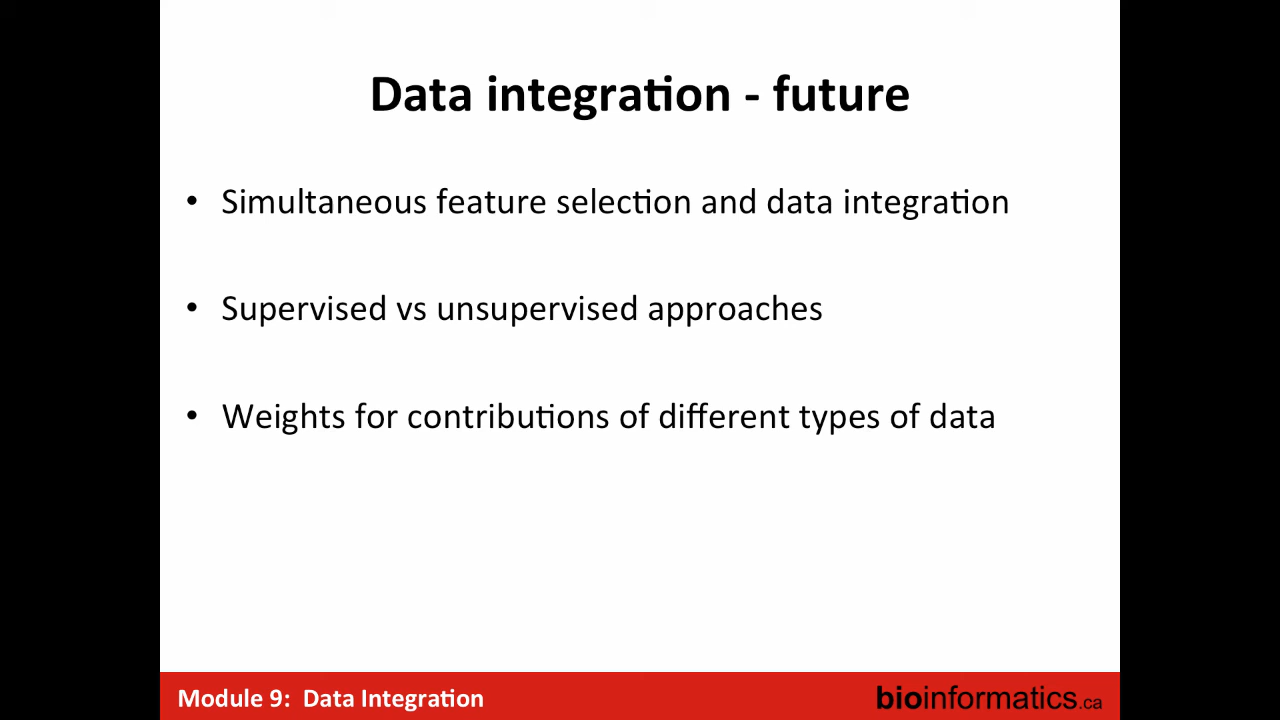 Data integration - future
• Simultaneous feature selection and data integration
• Supervised vs unsupervised approaches
• Weights for contributions of different types of data
Module 9: Data Integration
bioinformatics.ca